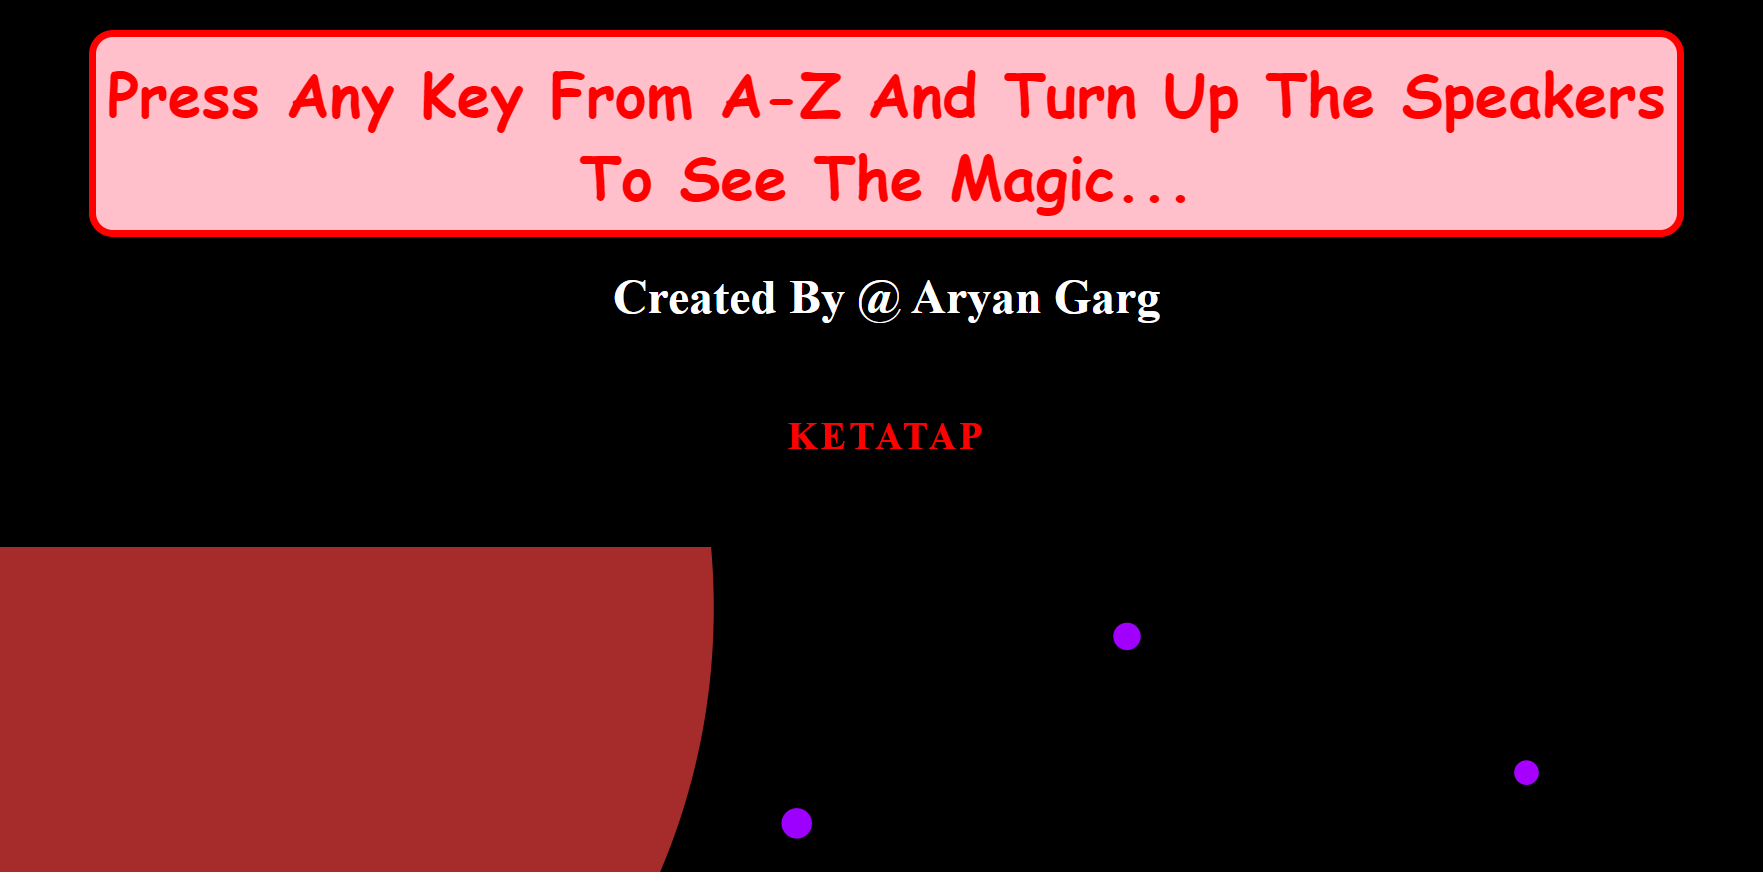 Press Any Key From A-Z And Turn Up The Speakers
To See The Magic...
Created By @ Aryan Garg
KETATAP